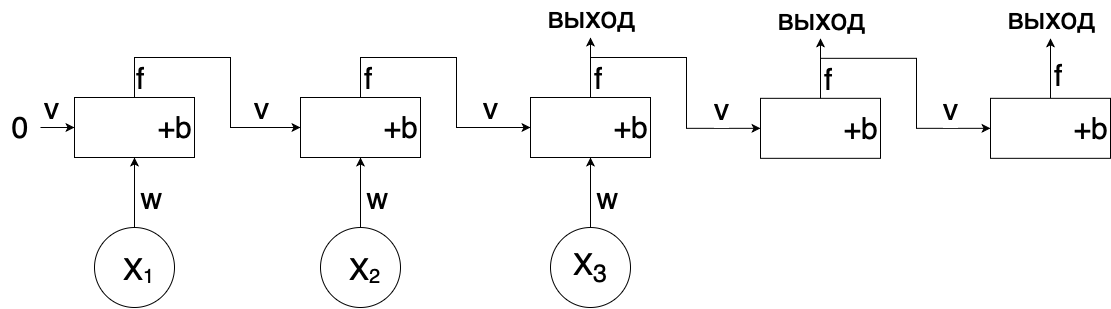 ВЫХОД ВЫХОД ВЫХОД
f f f f f
0 v +b v +b v +b v +b v +b
w w w
X₁ X₂ X₃